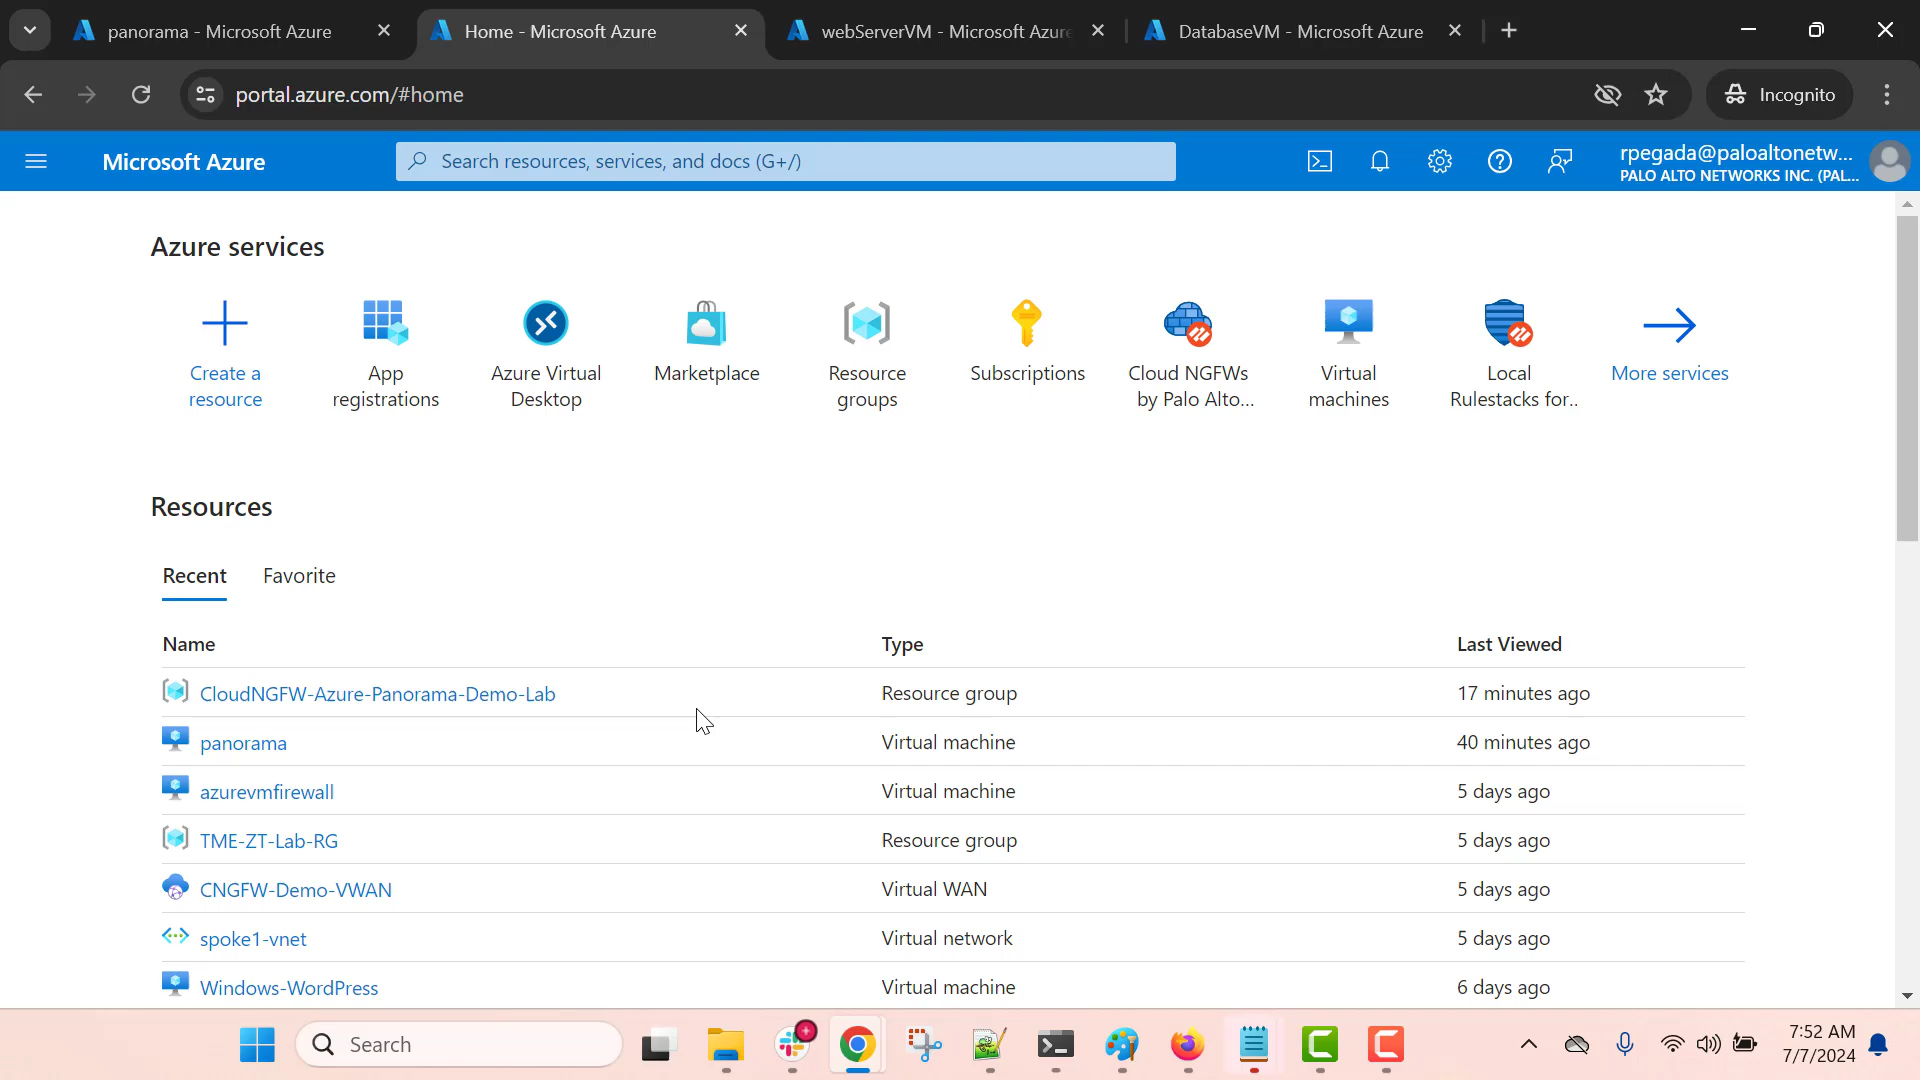 panorama - Microsoft Azure
Home - Microsoft Azure
webServerVM - Microsoft Azure
DatabaseVM - Microsoft Azure
portal.azure.com/#home
Incognito
Microsoft Azure
Search resources, services, and docs (G+/)
rpegada@paloaltonetw...
PALO ALTO NETWORKS INC. (PAL...
Azure services
Create a
resource
App
registrations
Azure Virtual
Desktop
Marketplace
Resource
groups
Subscriptions
Cloud NGFWs
by Palo Alto...
Virtual
machines
Local
Rulestacks for..
More services
Resources
Recent
Favorite
Name
Type
Last Viewed
CloudNGFW-Azure-Panorama-Demo-Lab
Resource group
17 minutes ago
panorama
Virtual machine
40 minutes ago
azurevmfirewall
Virtual machine
5 days ago
TME-ZT-Lab-RG
Resource group
5 days ago
CNGFW-Demo-VWAN
Virtual WAN
5 days ago
spoke1-vnet
Virtual network
5 days ago
Windows-WordPress
Virtual machine
6 days ago
Search
7:52 AM
7/7/2024